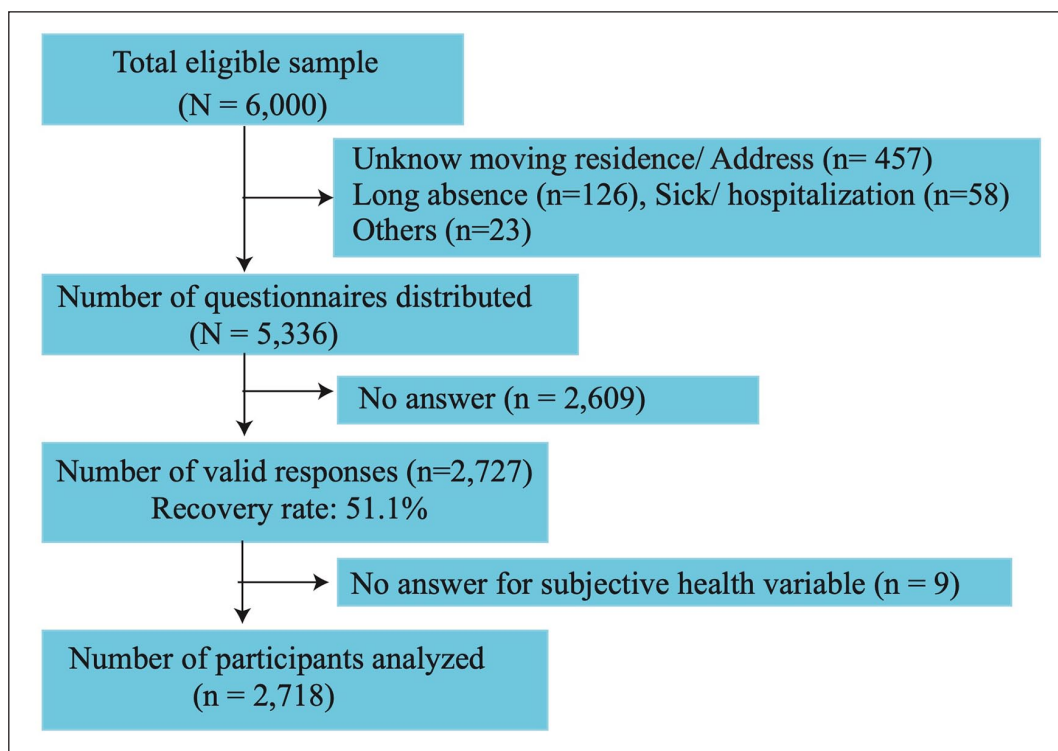 Total eligible sample
(N = 6,000)
Unknow moving residence/ Address (n= 457)
Long absence (n=126), Sick/ hospitalization (n=58)
Others (n=23)
Number of questionnaires distributed
(N = 5,336)
No answer (n = 2,609)
Number of valid responses (n=2,727)
Recovery rate: 51.1%
No answer for subjective health variable (n = 9)
Number of participants analyzed
(n = 2,718)